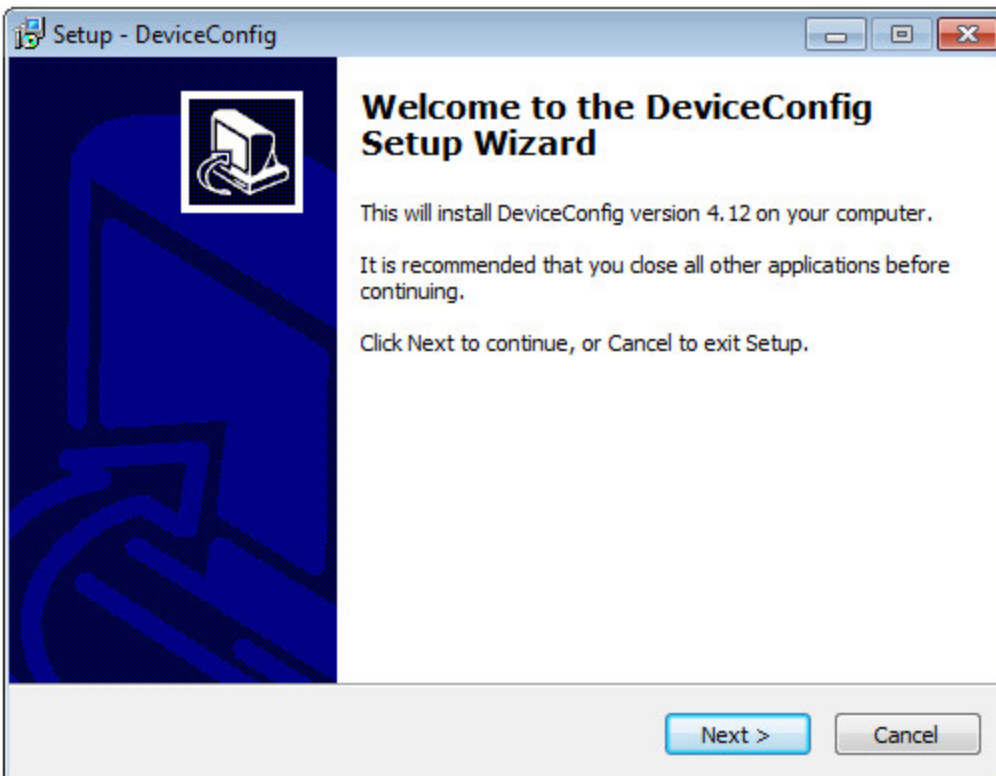 Setup - DeviceConfig
Welcome to the DeviceConfig
Setup Wizard
This will install DeviceConfig version 4.12 on your computer.
It is recommended that you close all other applications before
continuing.
Click Next to continue, or Cancel to exit Setup.
Next >
Cancel